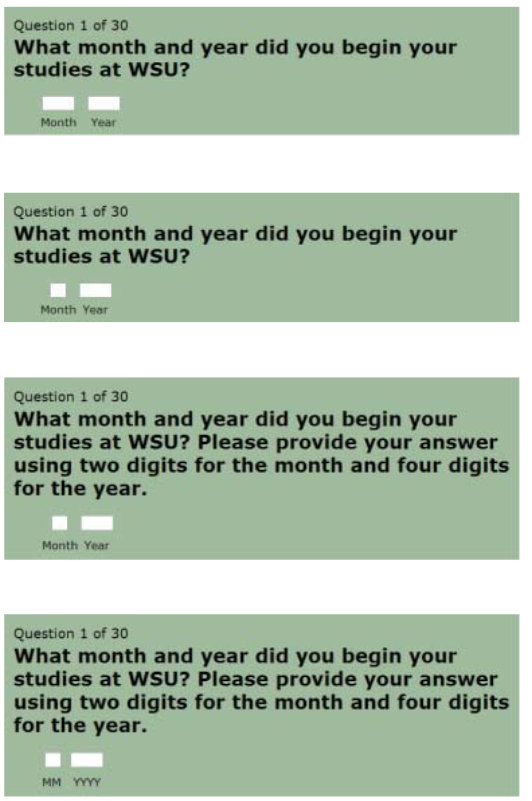 Question 1 of 30
What month and year did you begin your
studies at WSU?
Month Year
Question 1 of 30
What month and year did you begin your
studies at WSU?
Month Year
Question 1 of 30
What month and year did you begin your
studies at WSU? Please provide your answer
using two digits for the month and four digits
for the year.
Month Year
Question 1 of 30
What month and year did you begin your
studies at WSU? Please provide your answer
using two digits for the month and four digits
for the year.
MM YYYY